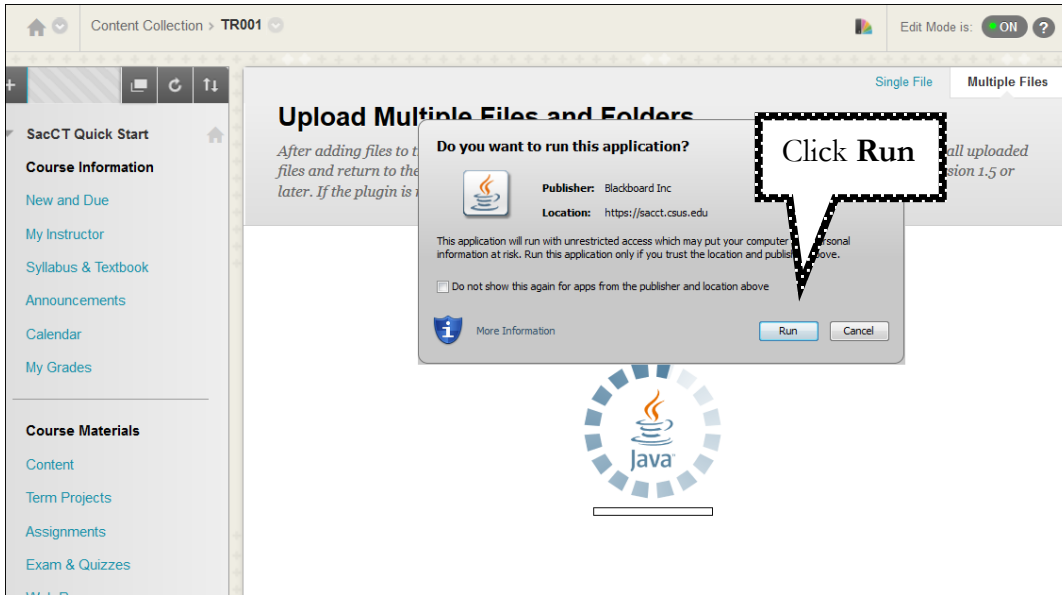 Content Collection > TR001
Edit Mode is: ON ?
Single File
Multiple Files
SacCT Quick Start
Course Information
New and Due
My Instructor
Syllabus & Textbook
Announcements
Calendar
My Grades
Course Materials
Content
Term Projects
Assignments
Exam & Quizzes
Upload Multiple Files and Folders
After adding files to t
all uploaded
files and return to the
sion 1.5 or
later. If the plugin is
Do you want to run this application?
Publisher: Blackboard Inc
Location: https://sacct.csus.edu
This application will run with unrestricted access which may put your computer
information at risk. Run this application only if you trust the location and
Do not show this again for apps from the publisher and location above
More Information
Run
Cancel
Click Run
Java